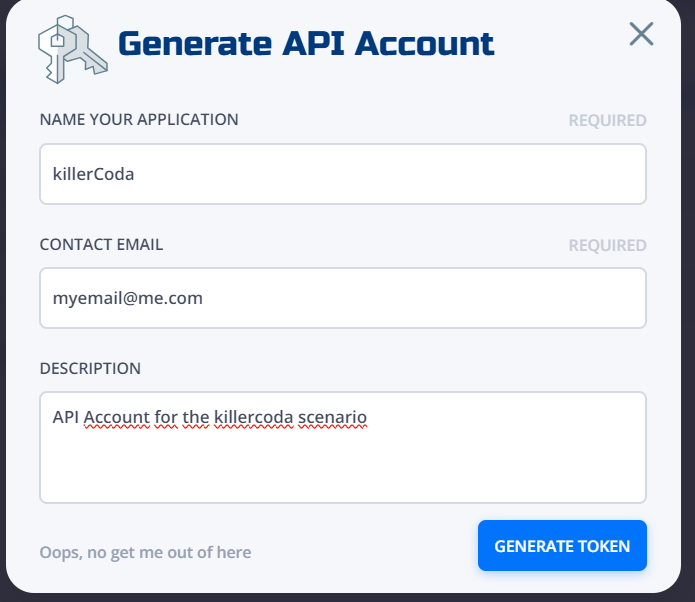 Generate API Account
NAME YOUR APPLICATION
REQUIRED
killerCoda
CONTACT EMAIL
REQUIRED
myemail@me.com
DESCRIPTION
API Account for the killercoda scenario
Oops, no get me out of here
GENERATE TOKEN